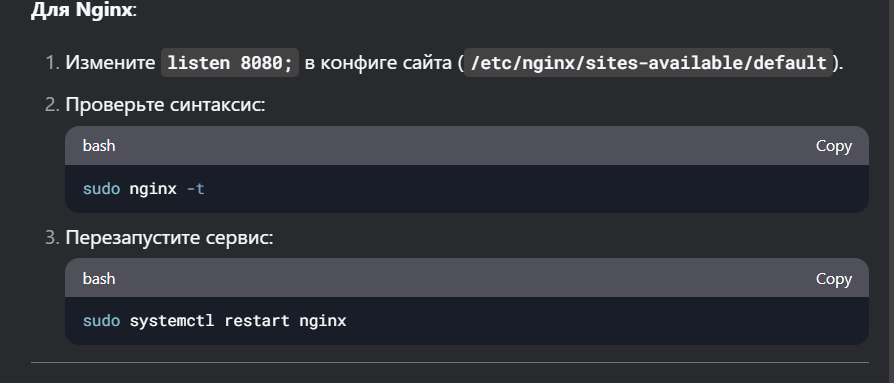 Для Nginx:
1. Измените listen 8080; в конфиге сайта ( /etc/nginx/sites-available/default ).
2. Проверьте синтаксис:
bash Copy
sudo nginx -t
3. Перезапустите сервис:
bash Copy
sudo systemctl restart nginx